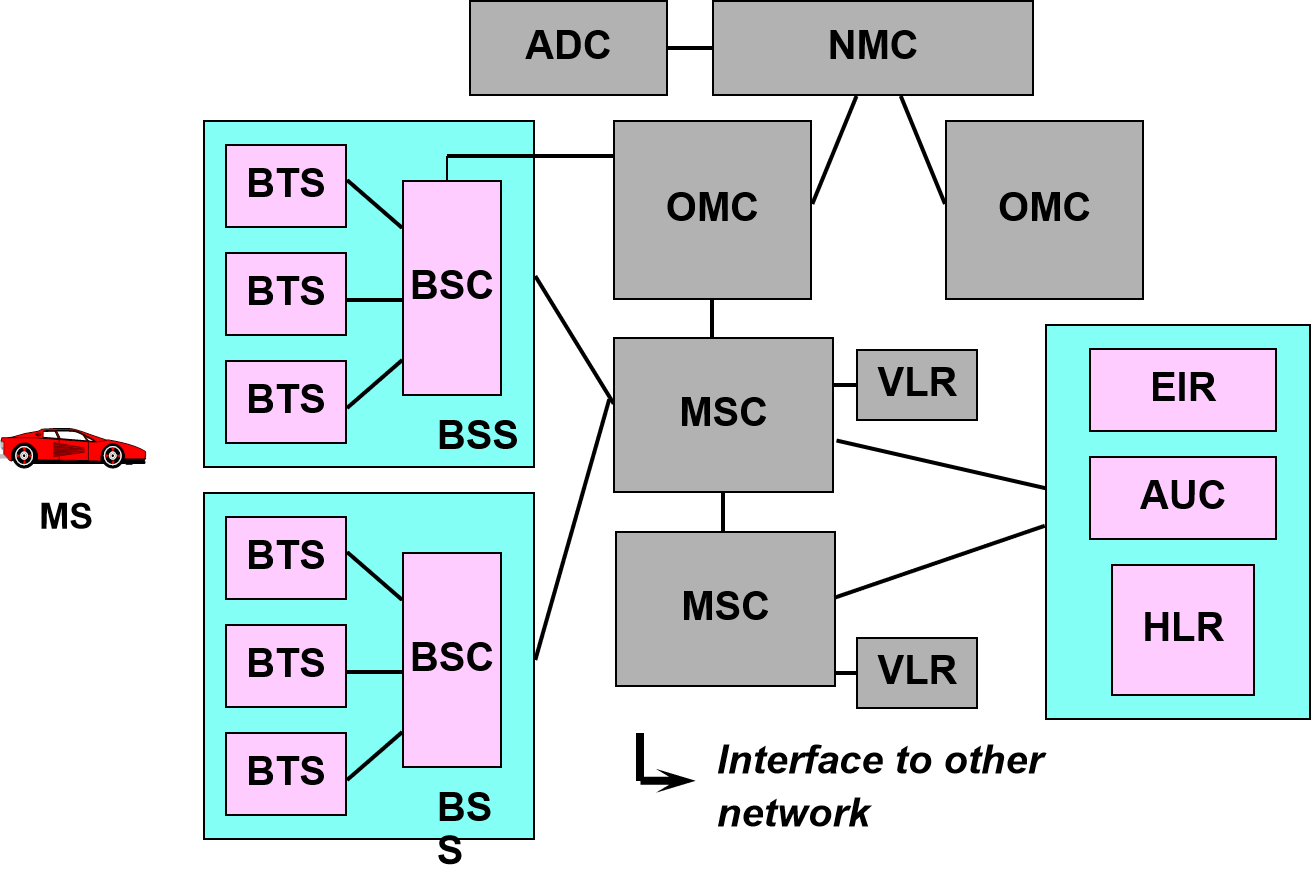 ADC
NMC
BTS
BTS
BTS
BSC
BSS
OMC
OMC
MS
MSC
VLR
MSC
VLR
EIR
AUC
HLR
BTS
BTS
BTS
BSC
BS
S
Interface to other
network